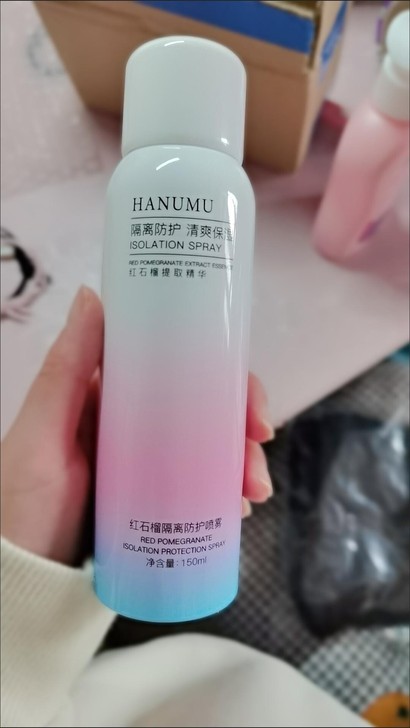 HANUMU
隔离防护 清爽保湿
ISOLATION SPRAY
RED POMEGRANATE EXTRACT ESSENCE
红石榴提取精华
红石榴隔离防护喷雾
RED POMEGRANATE
ISOLATION PROTECTION SPRAY
净含量:150ml